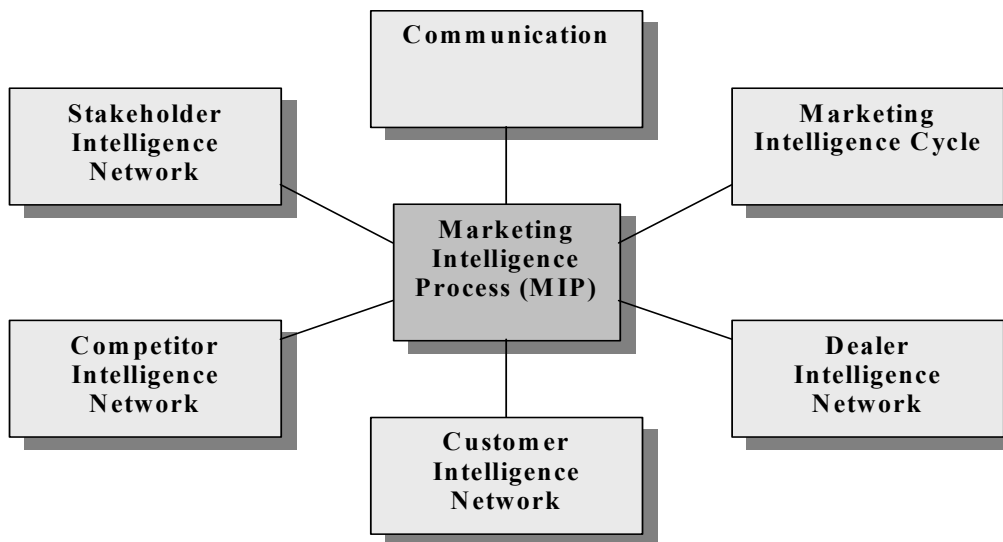 Communication
Stakeholder
Intelligence
Network
Marketing
Intelligence Cycle
Marketing
Intelligence
Process (MIP)
Competitor
Intelligence
Network
Dealer
Intelligence
Network
Customer
Intelligence
Network